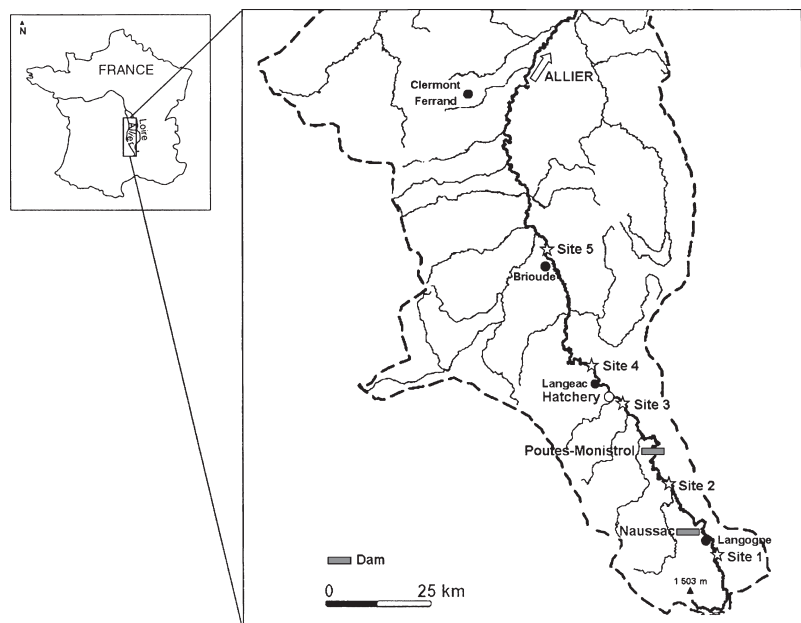 N
FRANCE
Loire
Allier
Clermont
Ferrand
ALLIER
Site 5
Brioude
Site 4
Langeac
Hatchery
Site 3
Poutes-Monistrol
Site 2
Naussac
Langogne
Site 1
Dam
1 503 m
0 25 km